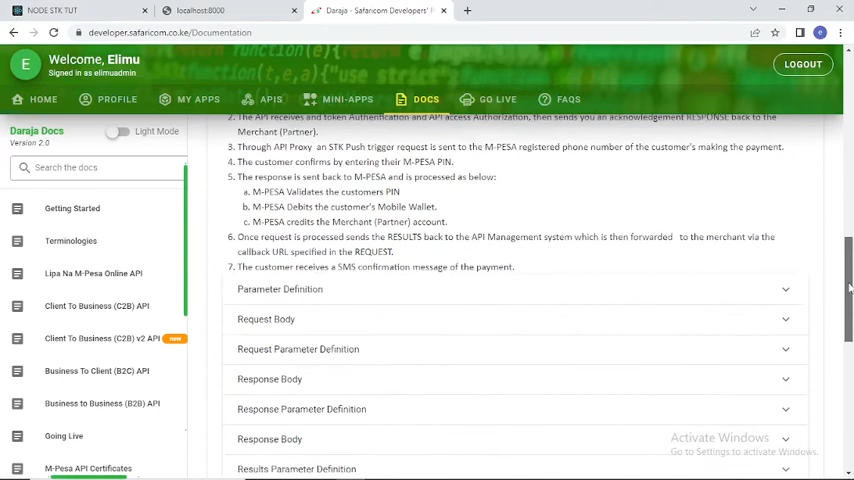 NODE STK TUT
localhost:8000
Daraja - Safaricom Developers' F
developer.safaricom.co.ke/Documentation
e
E
Welcome, Elimu
Signed in as elimuadmin
LOGOUT
HOME
PROFILE
MY APPS
APIS
MINI-APPS
DOCS
GO LIVE
FAQS
Daraja Docs
Version 2.0
Light Mode
Search the docs
Getting Started
Terminologies
Lipa Na M-Pesa Online API
Client To Business (C2B) API
Client To Business (C2B) v2 API new
Business To Client (B2C) API
Business to Business (B2B) API
Going Live
M-Pesa API Certificates
2. The API receives and token Authentication and API access Authorization, then sends you an acknowledgement RESPONSE back to the
Merchant (Partner).
3. Through API Proxy an STK Push trigger request is sent to the M-PESA registered phone number of the customer's making the payment.
4. The customer confirms by entering their M-PESA PIN.
5. The response is sent back to M-PESA and is processed as below:
a. M-PESA Validates the customers PIN
b. M-PESA Debits the customer's Mobile Wallet.
c. M-PESA credits the Merchant (Partner) account.
6. Once request is processed sends the RESULTS back to the API Management system which is then forwarded to the merchant via the
callback URL specified in the REQUEST.
7. The customer receives a SMS confirmation message of the payment.
Parameter Definition
Request Body
Request Parameter Definition
Response Body
Response Parameter Definition
Response Body
Results Parameter Definition
Activate Windows
Go to Settings to activate Windows.